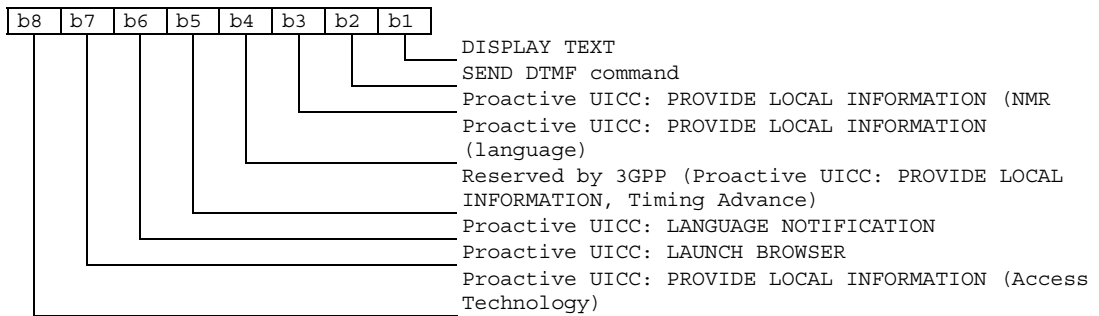 b8 b7 b6 b5 b4 b3 b2 b1
DISPLAY TEXT
SEND DTMF command
Proactive UICC: PROVIDE LOCAL INFORMATION (NMR
Proactive UICC: PROVIDE LOCAL INFORMATION
(language)
Reserved by 3GPP (Proactive UICC: PROVIDE LOCAL
INFORMATION, Timing Advance)
Proactive UICC: LANGUAGE NOTIFICATION
Proactive UICC: LAUNCH BROWSER
Proactive UICC: PROVIDE LOCAL INFORMATION (Access
Technology)